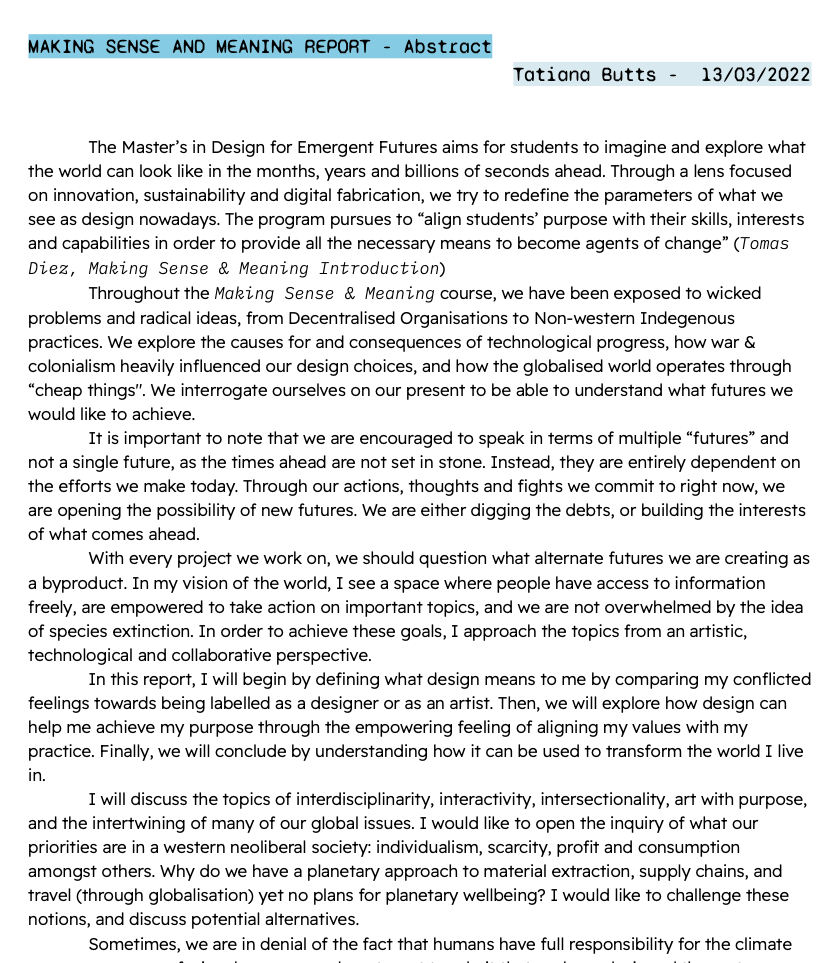 MAKING SENSE AND MEANING REPORT - Abstract
Tatiana Butts - 13/03/2022
The Master's in Design for Emergent Futures aims for students to imagine and explore what
the world can look like in the months, years and billions of seconds ahead. Through a lens focused
on innovation, sustainability and digital fabrication, we try to redefine the parameters of what we
see as design nowadays. The program pursues to “align students’ purpose with their skills, interests
and capabilities in order to provide all the necessary means to become agents of change” (Tomas
Diez, Making Sense & Meaning Introduction)
Throughout the Making Sense & Meaning course, we have been exposed to wicked
problems and radical ideas, from Decentralised Organisations to Non-western Indegenous
practices. We explore the causes for and consequences of technological progress, how war &
colonialism heavily influenced our design choices, and how the globalised world operates through
“cheap things". We interrogate ourselves on our present to be able to understand what futures we
would like to achieve.
It is important to note that we are encouraged to speak in terms of multiple “futures” and
not a single future, as the times ahead are not set in stone. Instead, they are entirely dependent on
the efforts we make today. Through our actions, thoughts and fights we commit to right now, we
are opening the possibility of new futures. We are either digging the debts, or building the interests
of what comes ahead.
With every project we work on, we should question what alternate futures we are creating as
a byproduct. In my vision of the world, I see a space where people have access to information
freely, are empowered to take action on important topics, and we are not overwhelmed by the idea
of species extinction. In order to achieve these goals, I approach the topics from an artistic,
technological and collaborative perspective.
In this report, I will begin by defining what design means to me by comparing my conflicted
feelings towards being labelled as a designer or as an artist. Then, we will explore how design can
help me achieve my purpose through the empowering feeling of aligning my values with my
practice. Finally, we will conclude by understanding how it can be used to transform the world I live
in.
I will discuss the topics of interdisciplinarity, interactivity, intersectionality, art with purpose,
and the intertwining of many of our global issues. I would like to open the inquiry of what our
priorities are in a western neoliberal society: individualism, scarcity, profit and consumption
amongst others. Why do we have a planetary approach to material extraction, supply chains, and
travel (through globalisation) yet no plans for planetary wellbeing? I would like to challenge these
notions, and discuss potential alternatives.
Sometimes, we are in denial of the fact that humans have full responsibility for the climate